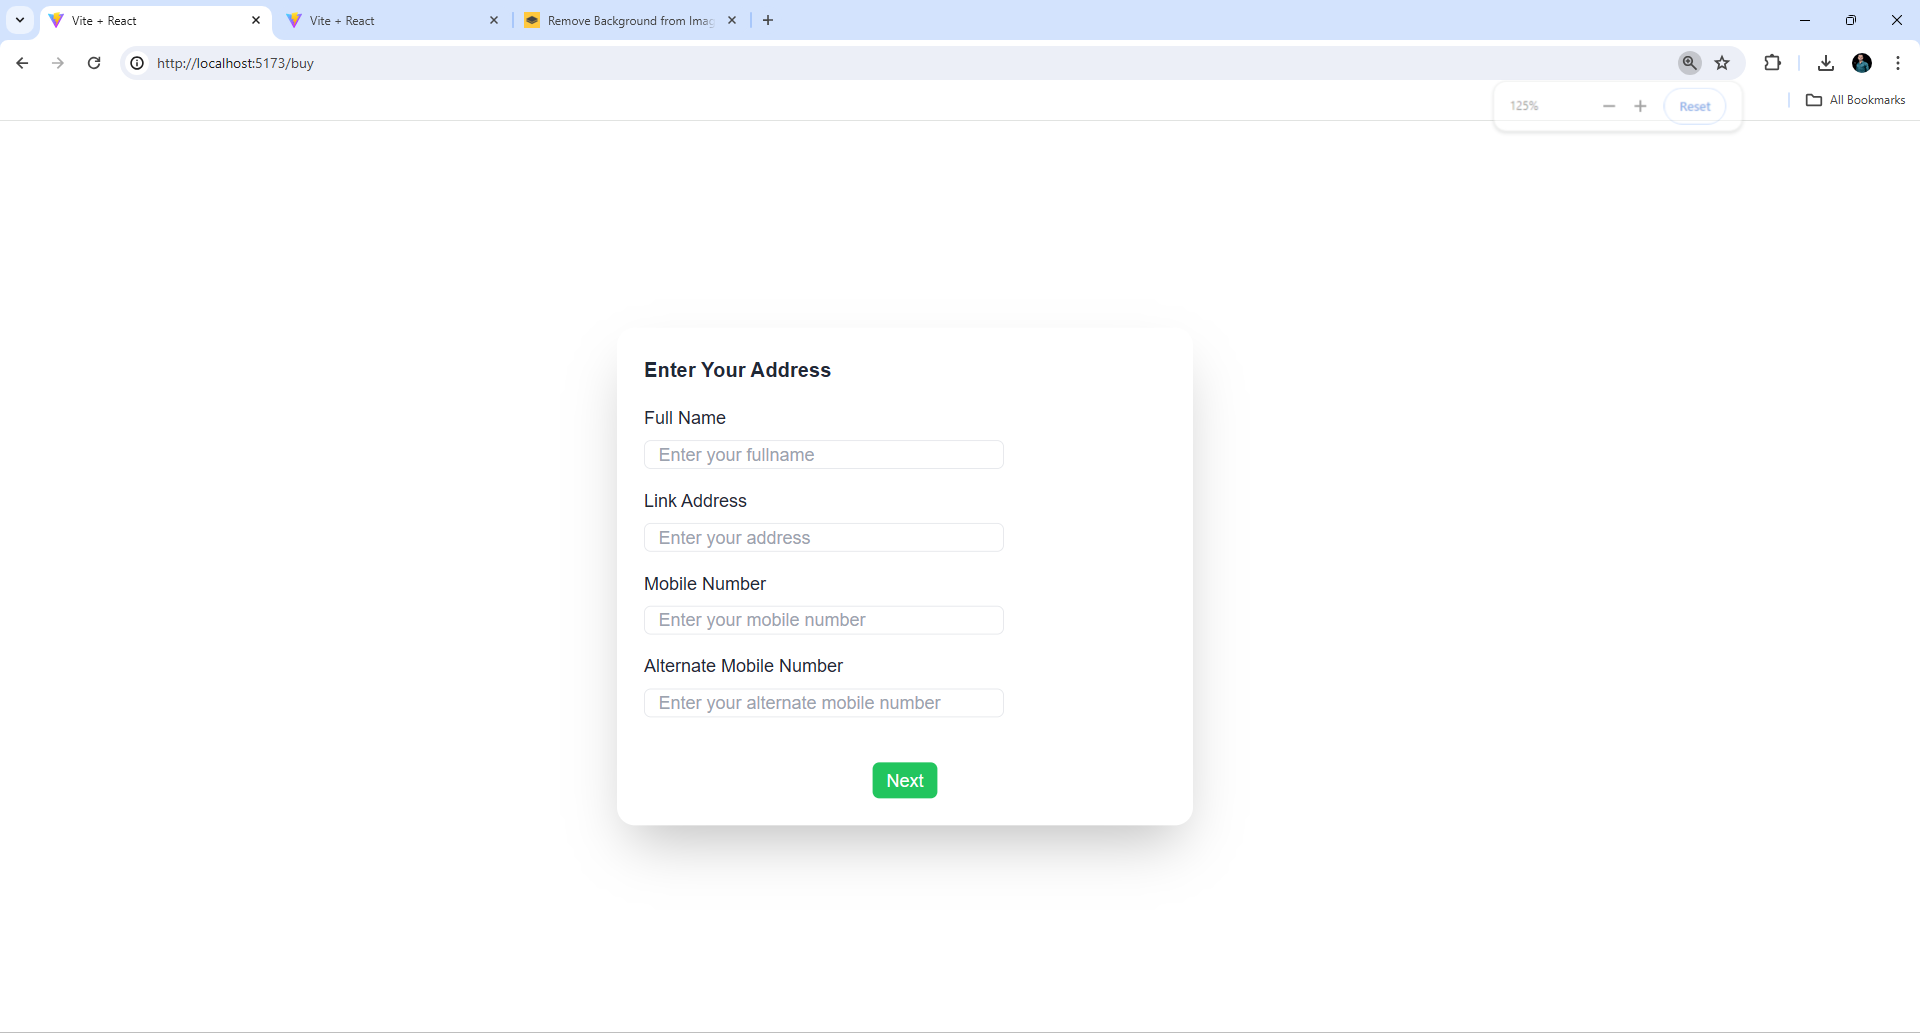 Vite + React
Vite + React
Remove Background from Imag
http://localhost:5173/buy
125%
Reset
All Bookmarks
Enter Your Address
Full Name
Enter your fullname
Link Address
Enter your address
Mobile Number
Enter your mobile number
Alternate Mobile Number
Enter your alternate mobile number
Next